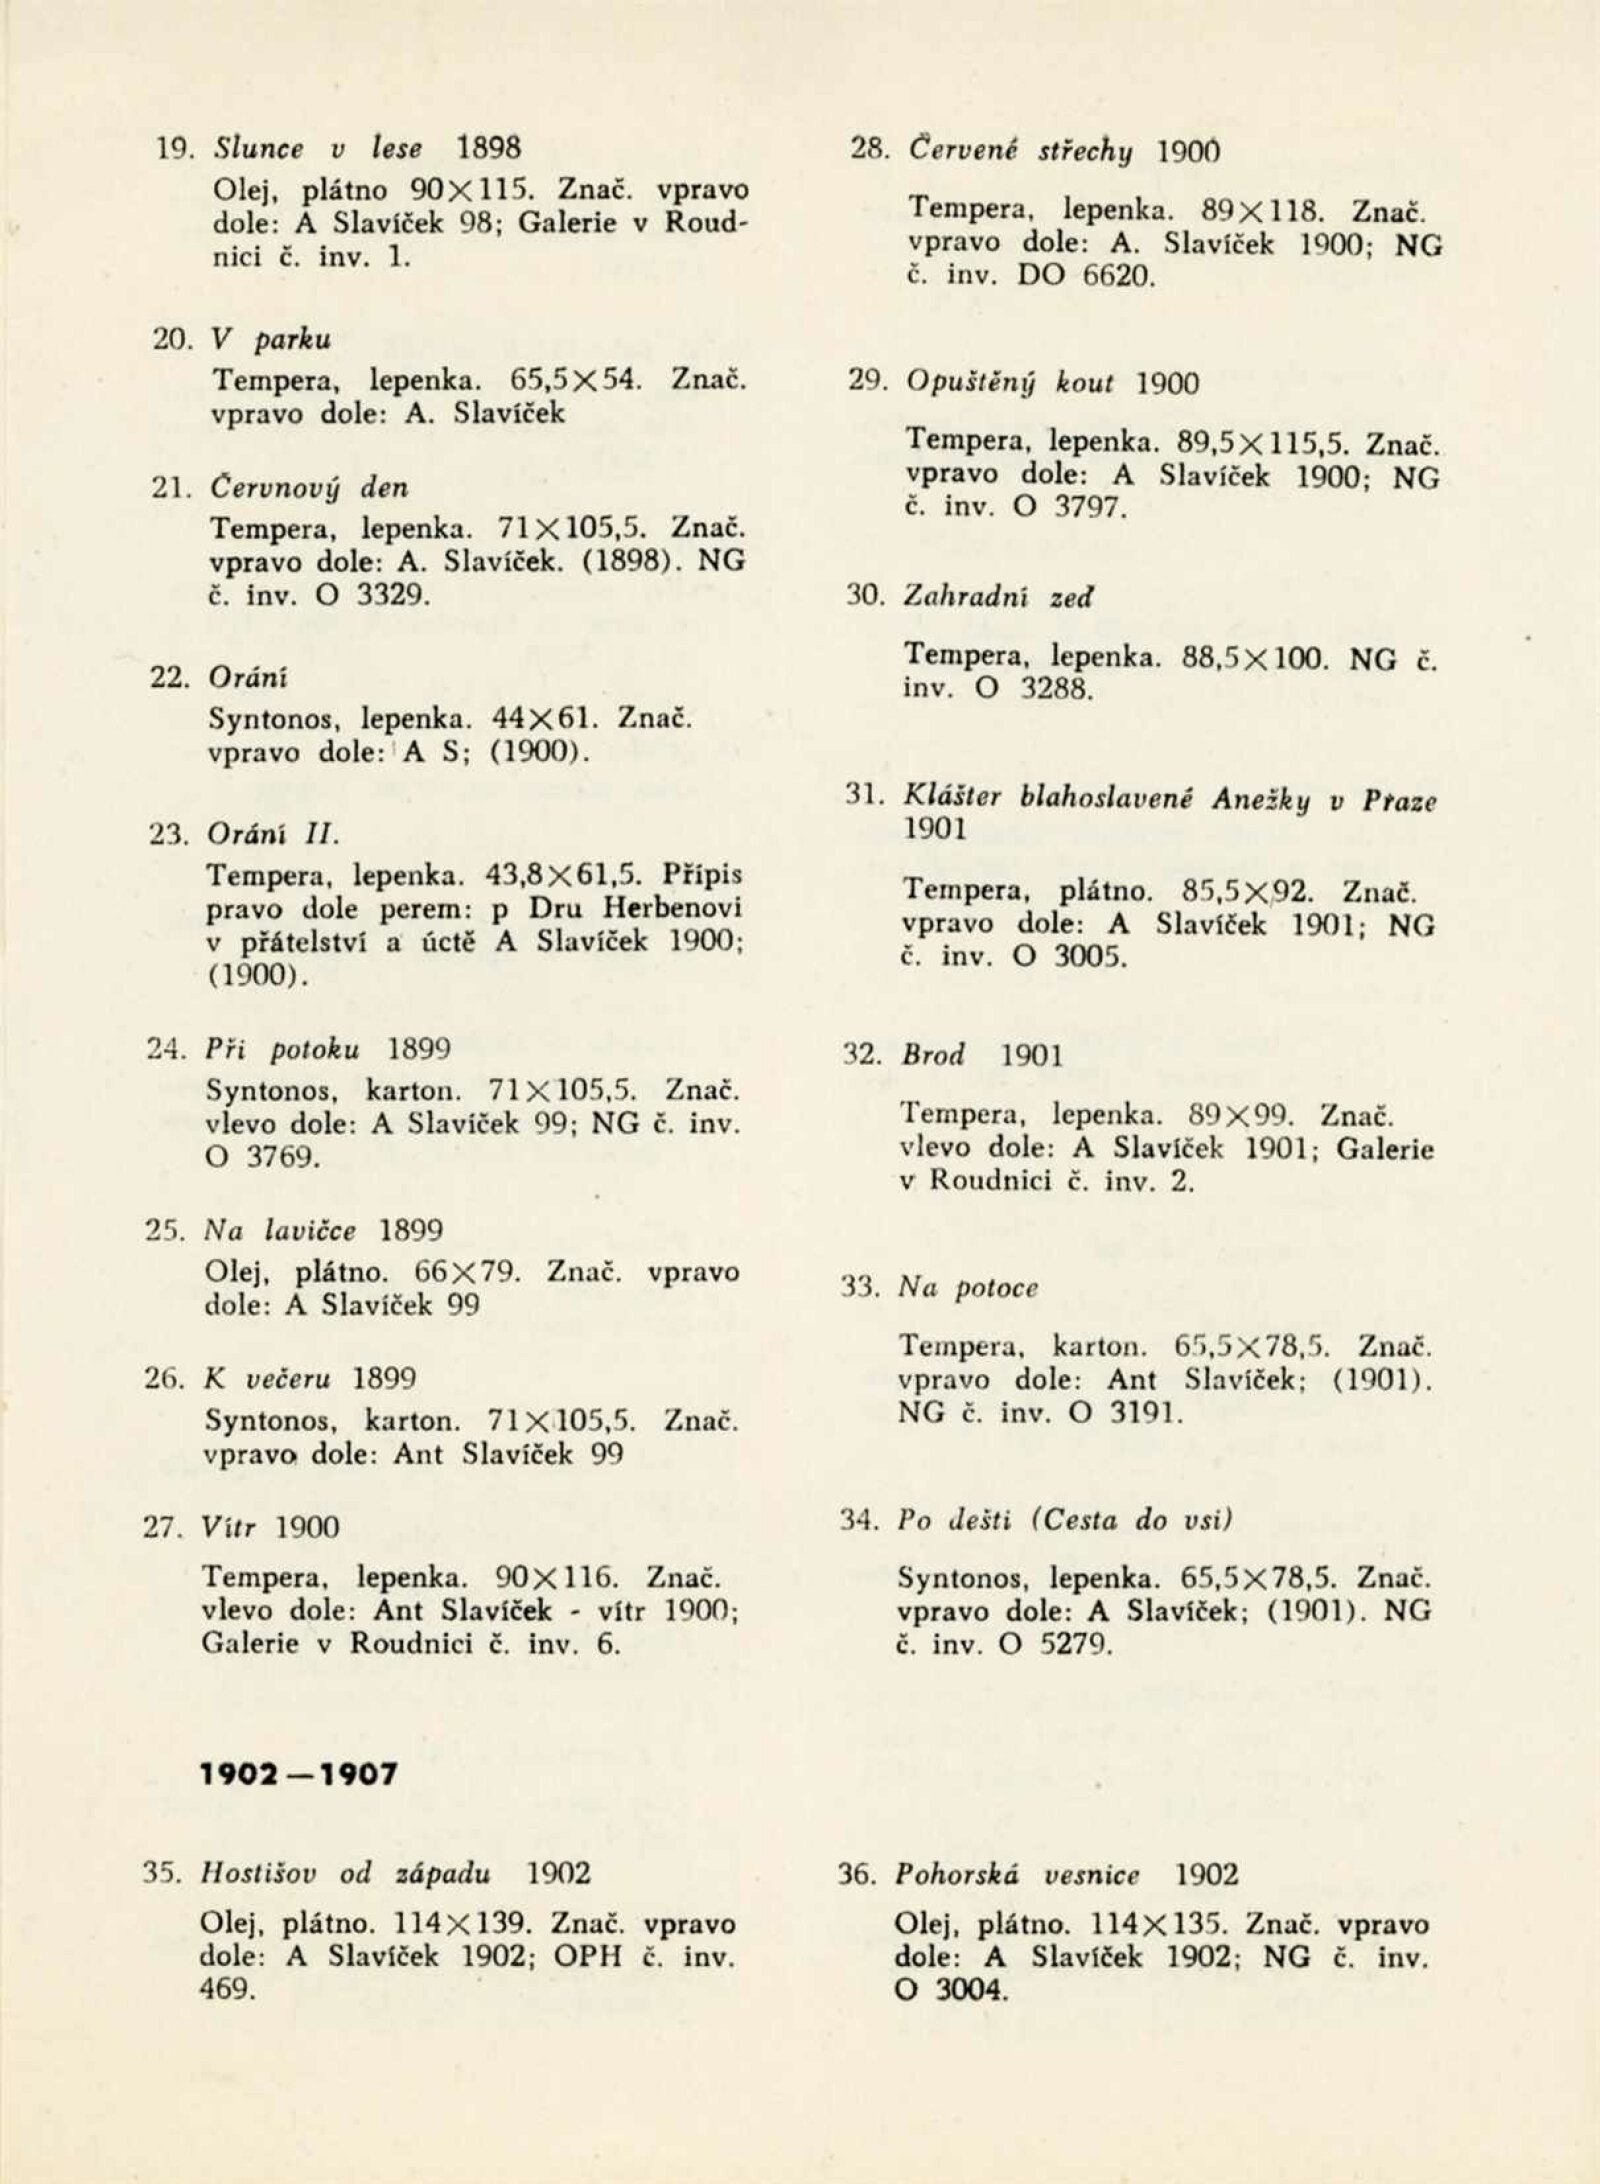 19. Slunce v lese 1898
Olej, plátno 90×115. Znač. vpravo
dole: A Slavíček 98; Galerie v Roud-
nici č. inv. 1.
20. V parku
Tempera, lepenka. 65,5×54. Znač.
vpravo dole: A. Slavíček
21. Červnový den
Tempera, lepenka. 71×105,5. Znač.
vpravo dole: A. Slavíček. (1898). NG
č. inv. O 3329.
22. Orání
Syntonos, lepenka. 44×61. Znač.
vpravo dole: A S; (1900).
23. Orání II.
Tempera, lepenka. 43,8×61,5. Přípis
pravo dole perem: p Dru Herbenovi
v přátelství a úctě A Slavíček 1900;
(1900).
24. Při potoku 1899
Syntonos, karton. 71×105,5. Znač.
vlevo dole: A Slavíček 99; NG č. inv.
O 3769.
25. Na lavičce 1899
Olej, plátno. 66×79. Znač. vpravo
dole: A Slavíček 99
26. K večeru 1899
Syntonos, karton. 71×105,5. Znač.
vpravo dole: Ant Slavíček 99
27. Vítr 1900
Tempera, lepenka. 90×116. Znač.
vlevo dole: Ant Slavíček - vítr 1900;
Galerie v Roudnici č. inv. 6.
28. Červené střechy 1900
Tempera, lepenka. 89×118. Znač.
vpravo dole: A. Slavíček 1900; NG
č. inv. DO 6620.
29. Opuštěný kout 1900
Tempera, lepenka. 89,5×115,5. Znač.
vpravo dole: A Slavíček 1900; NG
č. inv. O 3797.
30. Zahradní zeď
Tempera, lepenka. 88,5×100. NG č.
inv. O 3288.
31. Klášter blahoslavené Anežky v Praze
1901
Tempera, plátno. 85,5×92. Znač.
vpravo dole: A Slavíček 1901; NG
č. inv. O 3005.
32. Brod 1901
Tempera, lepenka. 89×99. Znač.
vlevo dole: A Slavíček 1901; Galerie
v Roudnici č. inv. 2.
33. Na potoce
Tempera, karton. 65,5×78,5. Znač.
vpravo dole: Ant Slavíček; (1901).
NG č. inv. O 3191.
34. Po dešti (Cesta do vsi)
Syntonos, lepenka. 65,5×78,5. Znač.
vpravo dole: A Slavíček; (1901). NG
č. inv. O 5279.
1902—1907
35. Hostišov od západu 1902
Olej, plátno. 114×139. Znač. vpravo
dole: A Slavíček 1902; OPH č. inv.
469.
36. Pohorská vesnice 1902
Olej, plátno. 114×135. Znač. vpravo
dole: A Slavíček 1902; NG č. inv.
O 3004.